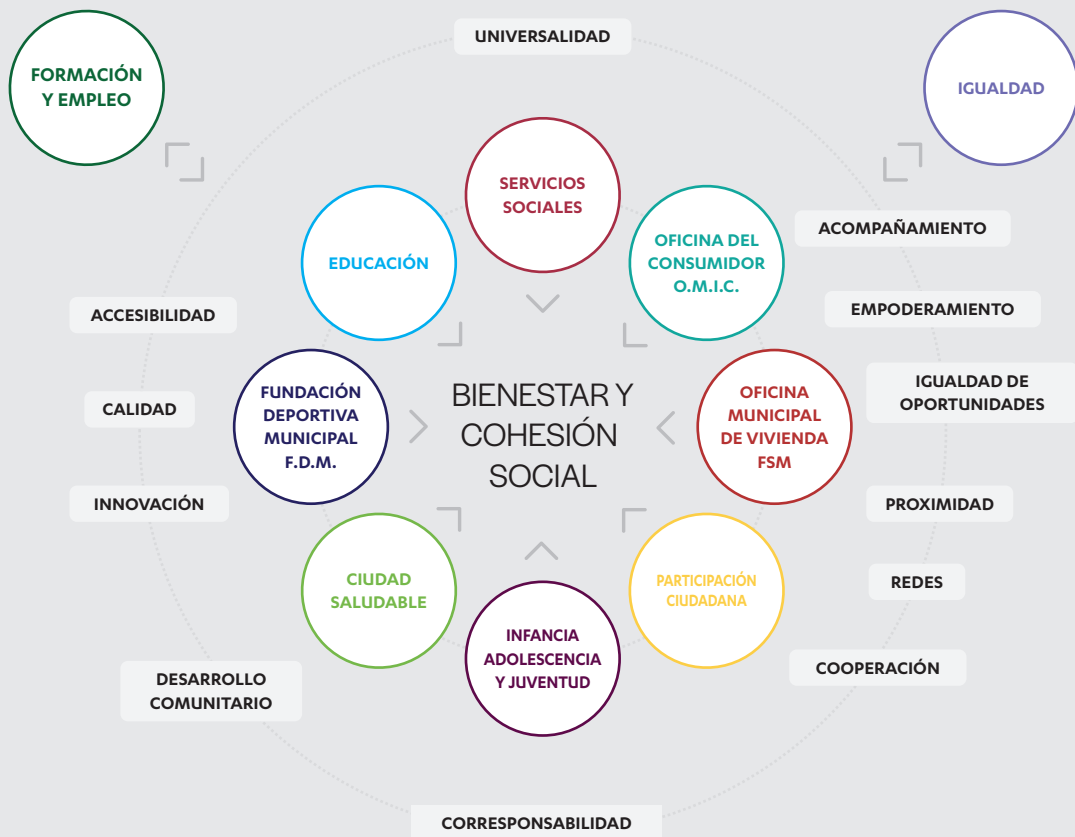 UNIVERSALIDAD
FORMACIÓN
Y EMPLEO
IGUALDAD
SERVICIOS
SOCIALES
EDUCACIÓN
OFICINA DEL
CONSUMIDOR
O.M.I.C.
ACOMPAÑAMIENTO
ACCESIBILIDAD
EMPODERAMIENTO
FUNDACIÓN
DEPORTIVA
MUNICIPAL
F.D.M.
BIENESTAR Y
COHESIÓN
SOCIAL
OFICINA
MUNICIPAL
DE VIVIENDA
FSM
IGUALDAD DE
OPORTUNIDADES
CALIDAD
INNOVACIÓN
PROXIMIDAD
CIUDAD
SALUDABLE
PARTICIPACIÓN
CIUDADANA
REDES
INFANCIA
ADOLESCENCIA
Y JUVENTUD
COOPERACIÓN
DESARROLLO
COMUNITARIO
CORRESPONSABILIDAD